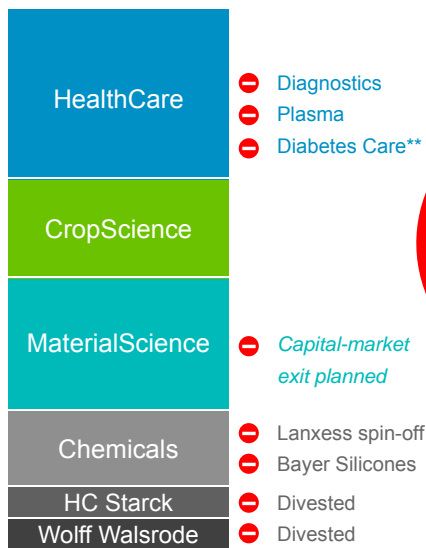 HealthCare
Diagnostics
Plasma
Diabetes Care**
CropScience
MaterialScience
Capital-market
exit planned
Chemicals
Lanxess spin-off
Bayer Silicones
HC Starck
Divested
Wolff Walsrode
Divested